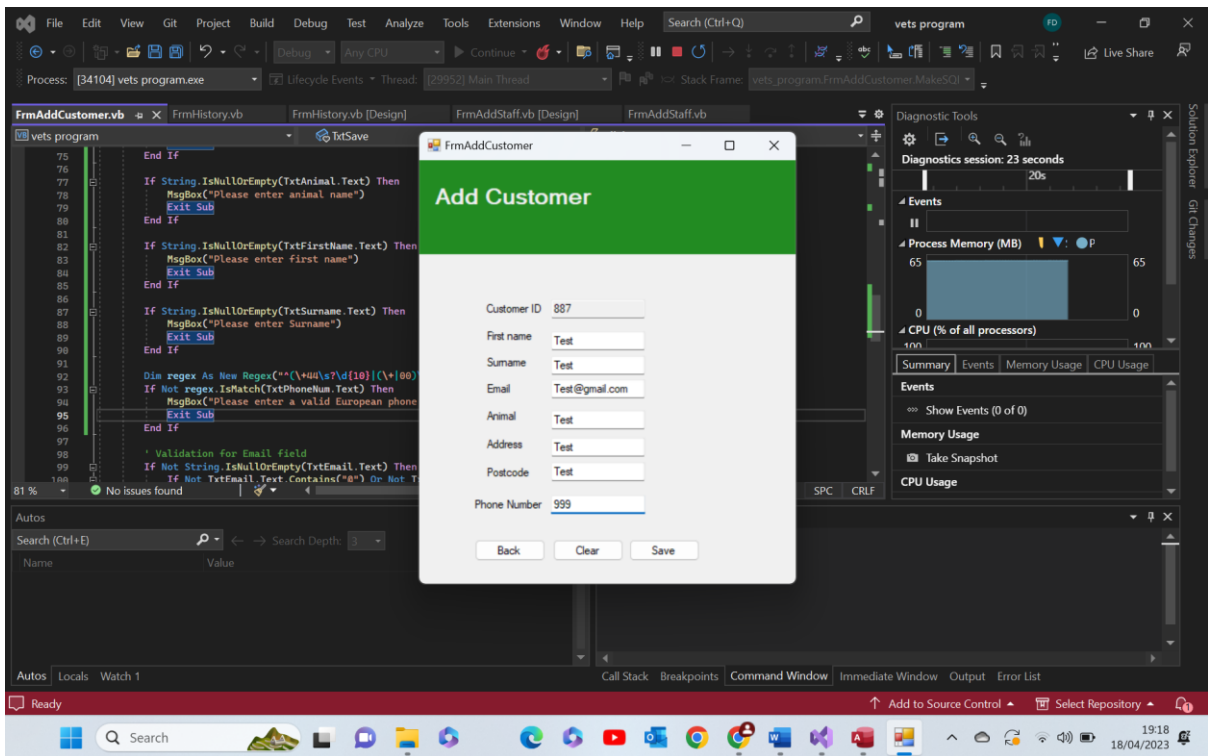 File Edit View Git Project Build Debug Test Analyze Tools Extensions Window Help Search (Ctrl+Q) vets program FD
Debug Any CPU Continue Live Share
Process: [34104] vets program.exe Lifecycle Events Thread: [29952] Main Thread Stack Frame: vets_program.FrmAddCustomer.MakeSQl
FrmAddCustomer.vb FrmHistory.vb FrmHistory.vb [Design] FrmAddStaff.vb [Design] FrmAddStaff.vb
vets program TxtSave
75 End If
76
77 If String.IsNullOrEmpty(TxtAnimal.Text) Then
78 MsgBox("Please enter animal name")
79 Exit Sub
80 End If
81
82 If String.IsNullOrEmpty(TxtFirstName.Text) Then
83 MsgBox("Please enter first name")
84 Exit Sub
85 End If
86
87 If String.IsNullOrEmpty(TxtSurname.Text) Then
88 MsgBox("Please enter Surname")
89 Exit Sub
90 End If
91
92 Dim regex As New Regex("^(\+44\s?\d{10}|(\+|00)
93 If Not regex.IsMatch(TxtPhoneNum.Text) Then
94 MsgBox("Please enter a valid European phone
95 Exit Sub
96 End If
97
98 ' Validation for Email field
99 If Not String.IsNullOrEmpty(TxtEmail.Text) Then
100 If Not TxtEmail.Text.Contains("@") Or Not T
81 % No issues found SPC CRLF
FrmAddCustomer
Add Customer
Customer ID 887
First name Test
Surname Test
Email Test@gmail.com
Animal Test
Address Test
Postcode Test
Phone Number 999
Back Clear Save
Diagnostic Tools
Diagnostics session: 23 seconds
20s
Events
Process Memory (MB) P
65 65
0 0
CPU (% of all processors)
100 100
Summary Events Memory Usage CPU Usage
Events
Show Events (0 of 0)
Memory Usage
Take Snapshot
CPU Usage
Solution Explorer
Git Changes
Autos
Search (Ctrl+E) Search Depth: 3
Name Value
Autos Locals Watch 1
Call Stack Breakpoints Command Window Immediate Window Output Error List
Ready Add to Source Control Select Repository
Search
19:18
18/04/2023